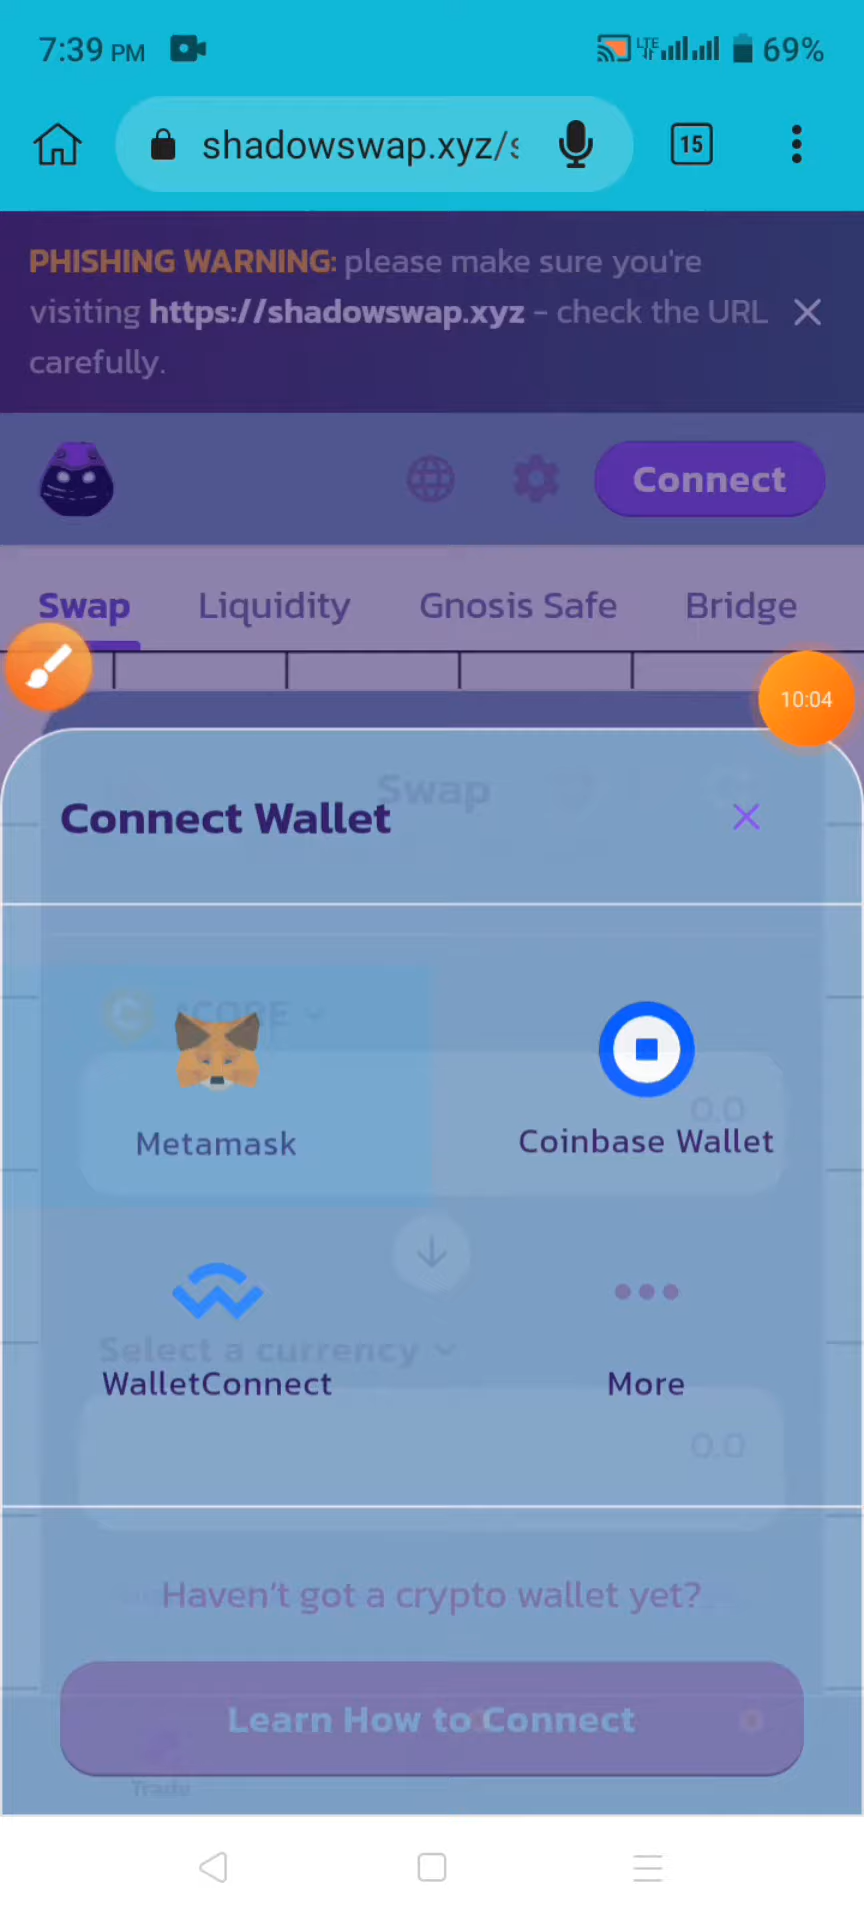 7:39 PM
LTE
69%
shadowswap.xyz/s
15
PHISHING WARNING: please make sure you're
visiting https://shadowswap.xyz - check the URL
carefully.
Connect
Swap Liquidity Gnosis Safe Bridge
10:04
Swap
Connect Wallet
Metamask
0.0
Coinbase Wallet
Select a currency
WalletConnect
More
0.0
Haven't got a crypto wallet yet?
Learn How to Connect
Trade